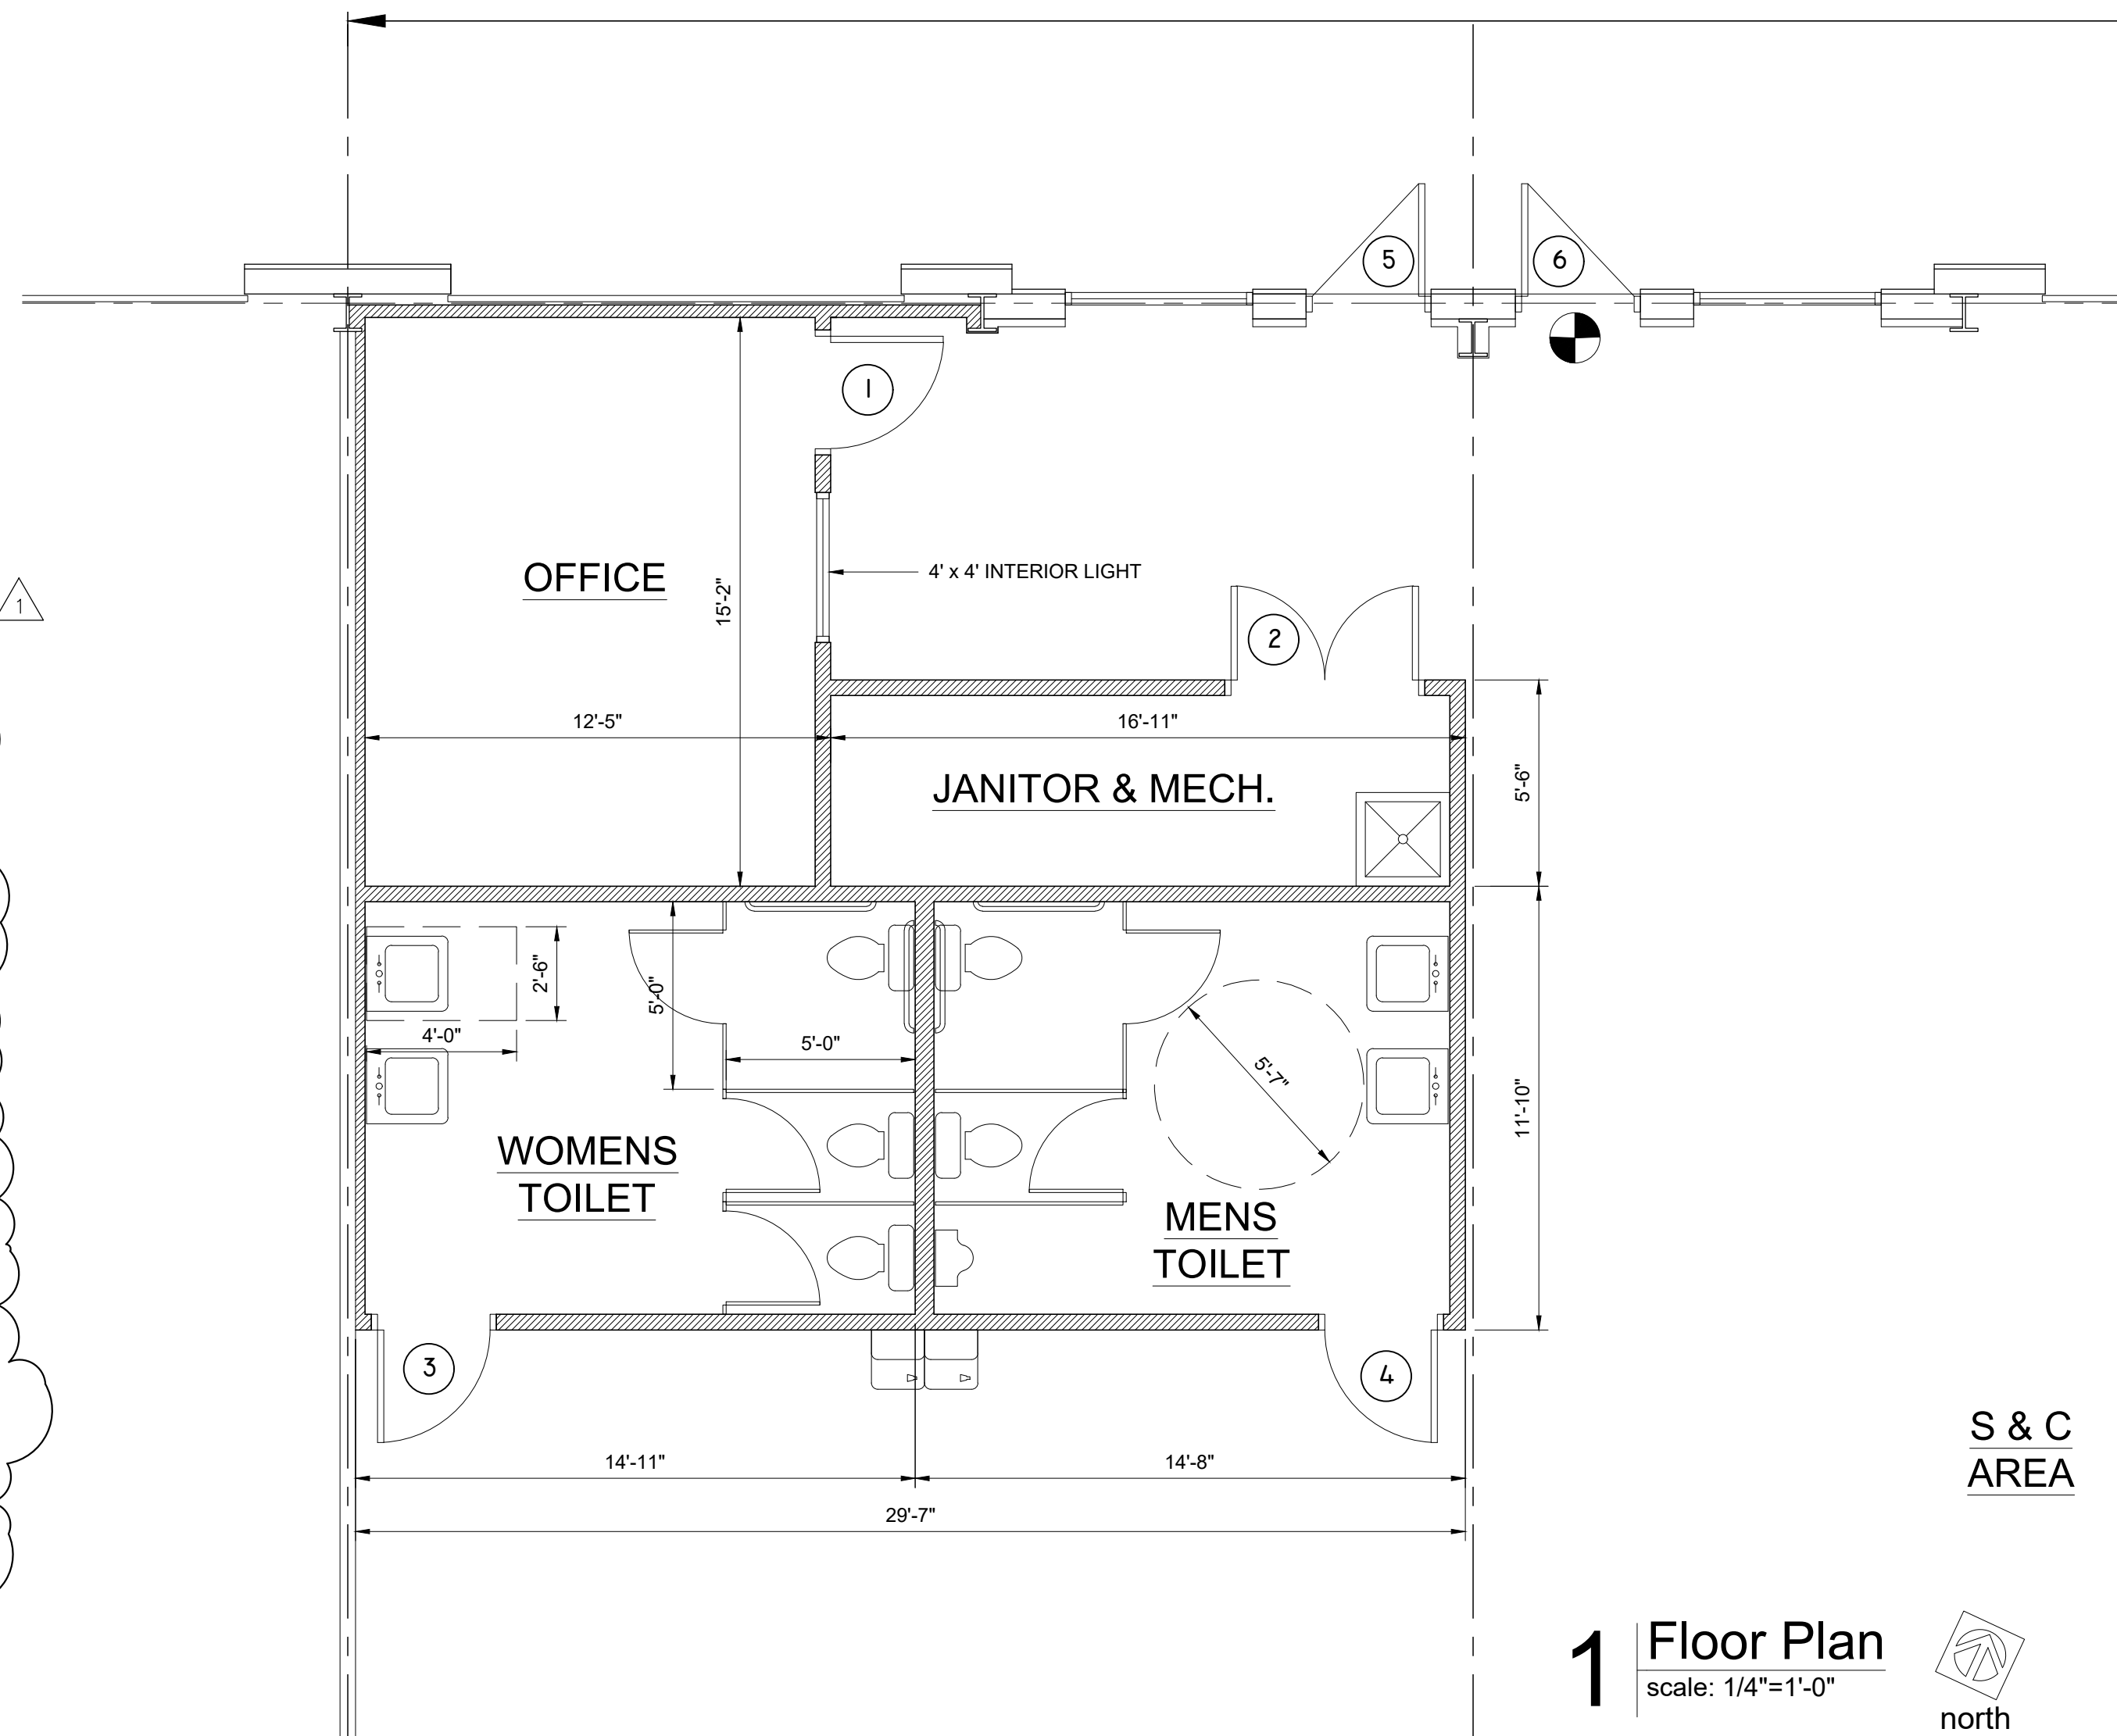 5
6
1
OFFICE
15'-2"
4' x 4' INTERIOR LIGHT
1
2
12'-5"
16'-11"
JANITOR & MECH.
5'-6"
2'-6"
5'-0"
4'-0"
5'-0"
5'-7"
11'-10"
WOMENS
TOILET
MENS
TOILET
3
4
14'-11"
14'-8"
29'-7"
S & C
AREA
1
Floor Plan
scale: 1/4"=1'-0"
north